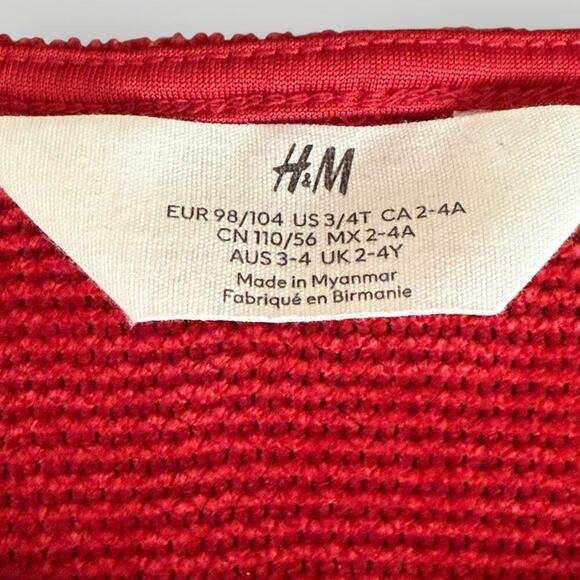 H&M
EUR 98/104 US 3/4T CA 2-4A
CN 110/56 MX 2-4A
AUS 3-4 UK 2-4Y
Made in Myanmar
Fabriqué en Birmanie